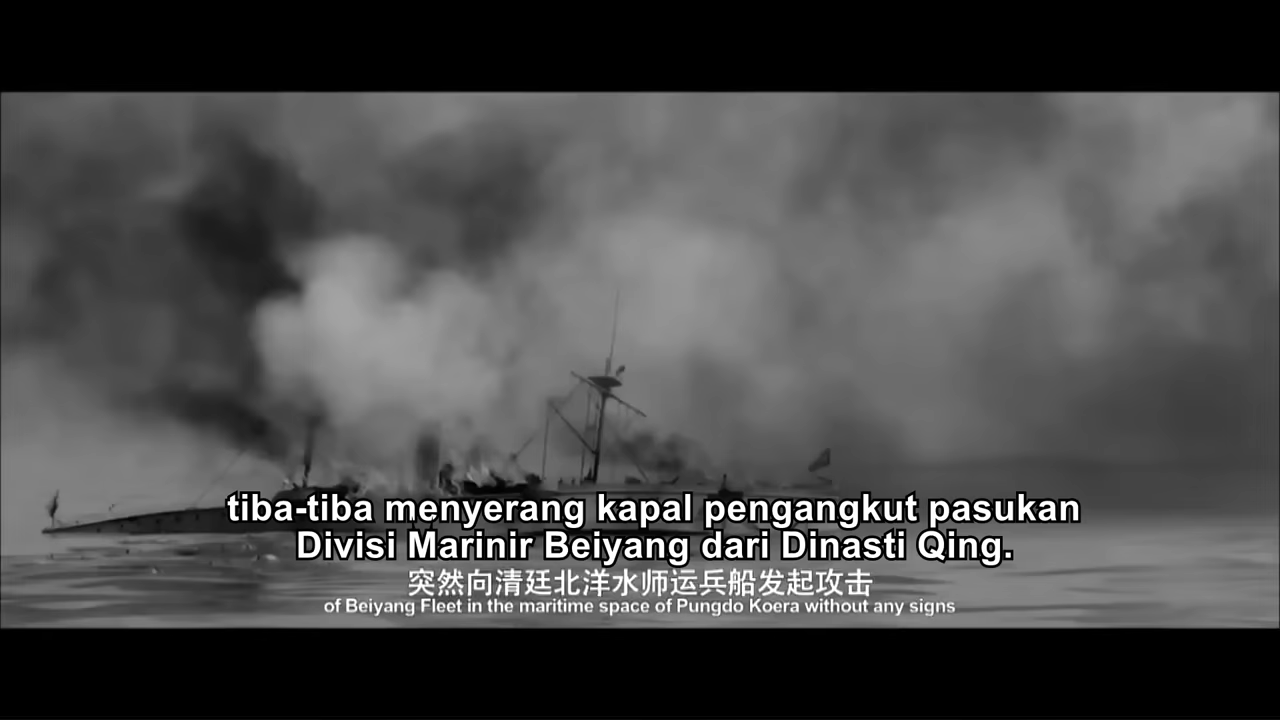 tiba-tiba menyerang kapal pengangkut pasukan
Divisi Marinir Beiyang dari Dinasti Qing.
突然向清廷北洋水师运兵船发起攻击
of Beiyang Fleet in the maritime space of Pungdo Koera without any signs